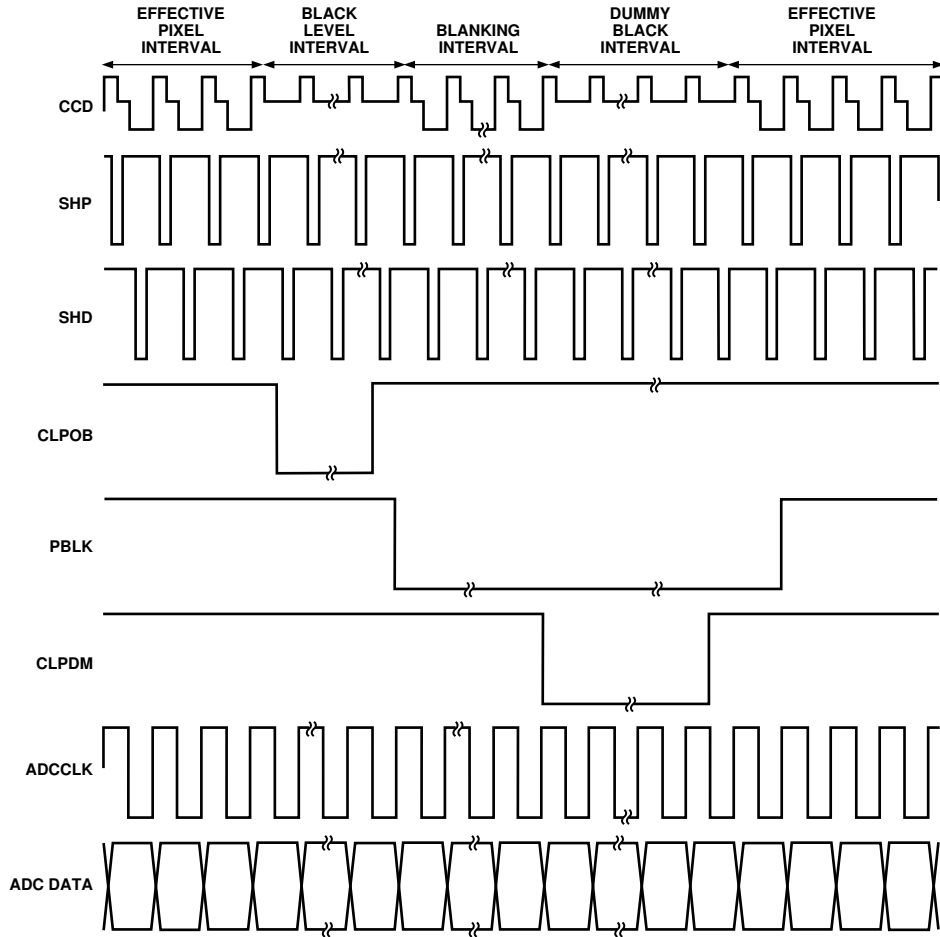 EFFECTIVE
PIXEL
INTERVAL
BLACK
LEVEL
INTERVAL
BLANKING
INTERVAL
DUMMY
BLACK
INTERVAL
EFFECTIVE
PIXEL
INTERVAL
CCD
SHP
SHD
CLPOB
PBLK
CLPDM
ADCCLK
ADC DATA